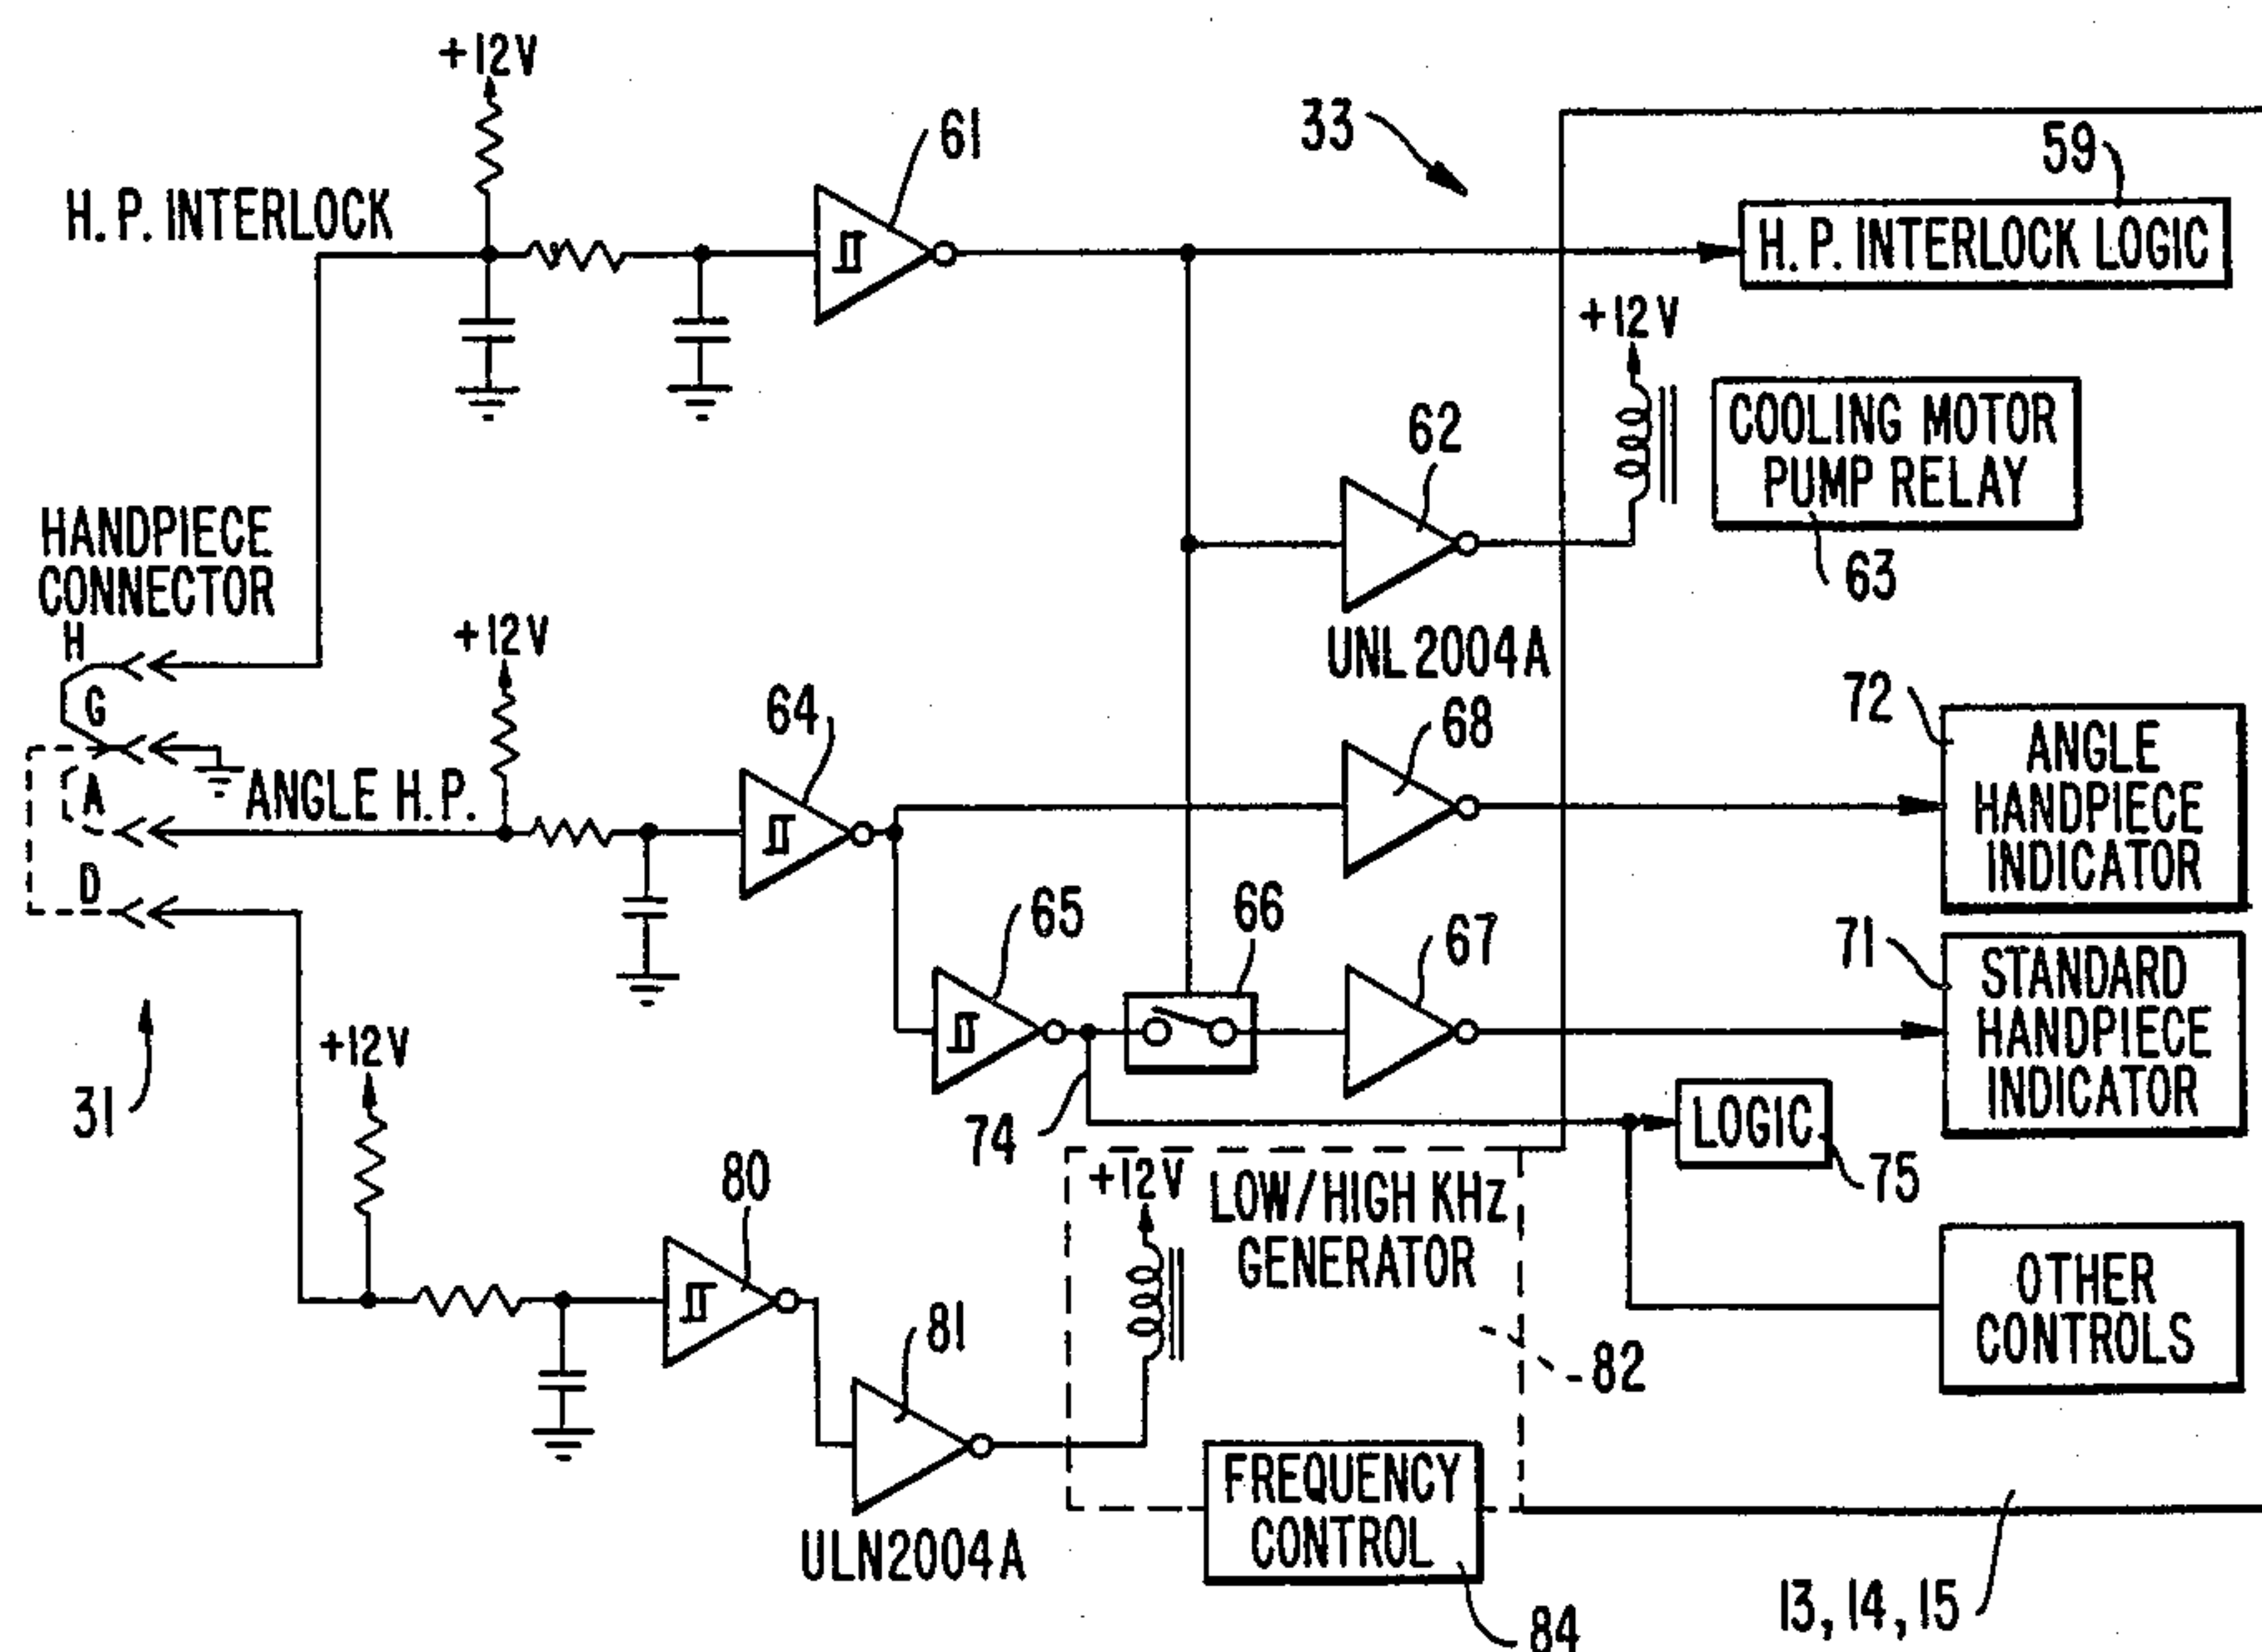 +12V
61
33
59
H.P. INTERLOCK
H.P. INTERLOCK LOGIC
+12V
62
COOLING MOTOR
PUMP RELAY
63
UNL2004A
HANDPIECE
CONNECTOR
H
G
A
D
+12V
ANGLE H.P.
64
68
72
ANGLE
HANDPIECE
INDICATOR
65
66
67
71
STANDARD
HANDPIECE
INDICATOR
31
+12V
74
LOGIC
75
80
+12V
LOW/HIGH KHz
GENERATOR
OTHER
CONTROLS
81
82
ULN2004A
FREQUENCY
CONTROL
84
13, 14, 15